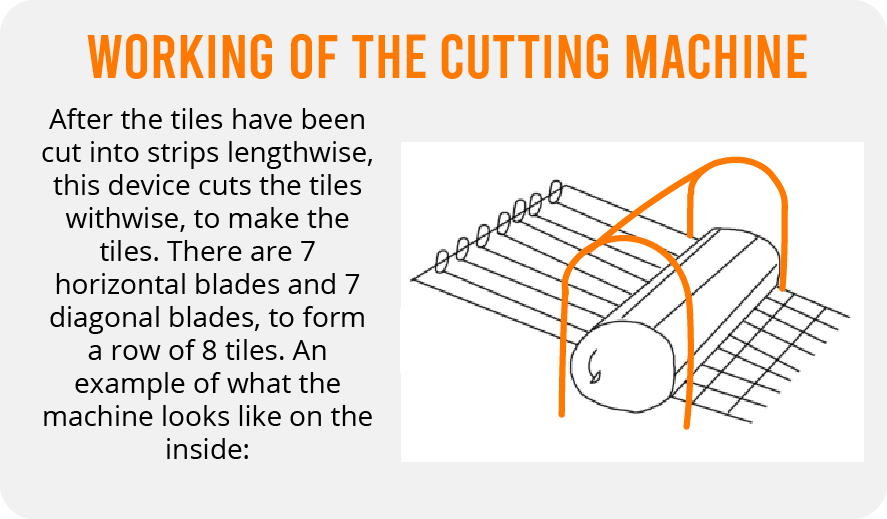 WORKING OF THE CUTTING MACHINE
After the tiles have been
cut into strips lengthwise,
this device cuts the tiles
withwise, to make the
tiles. There are 7
horizontal blades and 7
diagonal blades, to form
a row of 8 tiles. An
example of what the
machine looks like on the
inside: